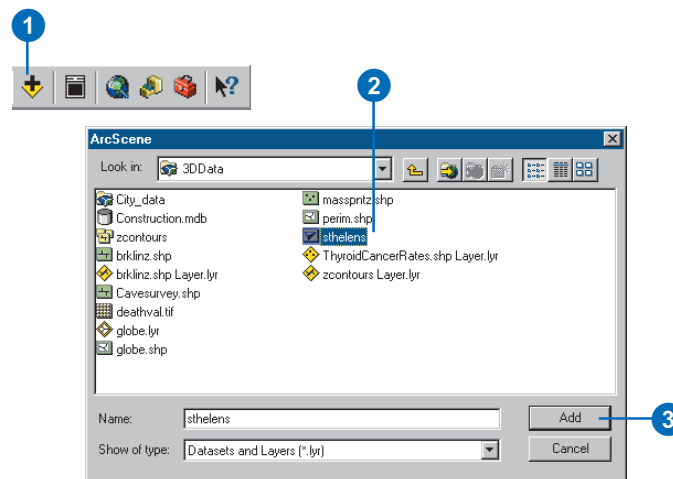 1
2
ArcScene
Look in: 3DData
City_data
Construction.mdb
zcontours
brklinz.shp
brklinz.shp Layer.lyr
Cavesurvey.shp
deathval.tif
globe.lyr
globe.shp
masspntz.shp
perim.shp
sthelens
ThyroidCancerRates.shp Layer.lyr
zcontours Layer.lyr
Name: sthelens
Add
3
Show of type: Datasets and Layers (*.lyr)
Cancel